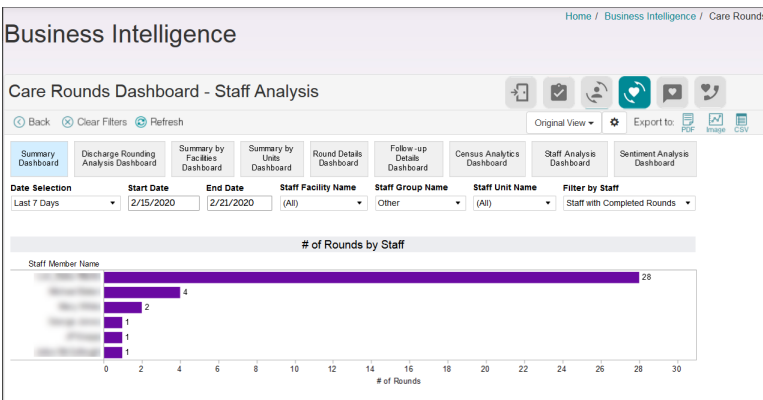 Home / Business Intelligence / Care Rounds
Business Intelligence
Care Rounds Dashboard - Staff Analysis
Back Clear Filters Refresh
Original View Export to: PDF Image CSV
Summary Dashboard
Discharge Rounding Analysis Dashboard
Summary by Facilities Dashboard
Summary by Units Dashboard
Round Details Dashboard
Follow-up Details Dashboard
Census Analytics Dashboard
Staff Analysis Dashboard
Sentiment Analysis Dashboard
Date Selection Start Date End Date Staff Facility Name Staff Group Name Staff Unit Name Filter by Staff
Last 7 Days 2/15/2020 2/21/2020 (All) Other (All) Staff with Completed Rounds
# of Rounds by Staff
Staff Member Name
28
4
2
1
1
1
0 2 4 6 8 10 12 14 16 18 20 22 24 26 28 30
# of Rounds